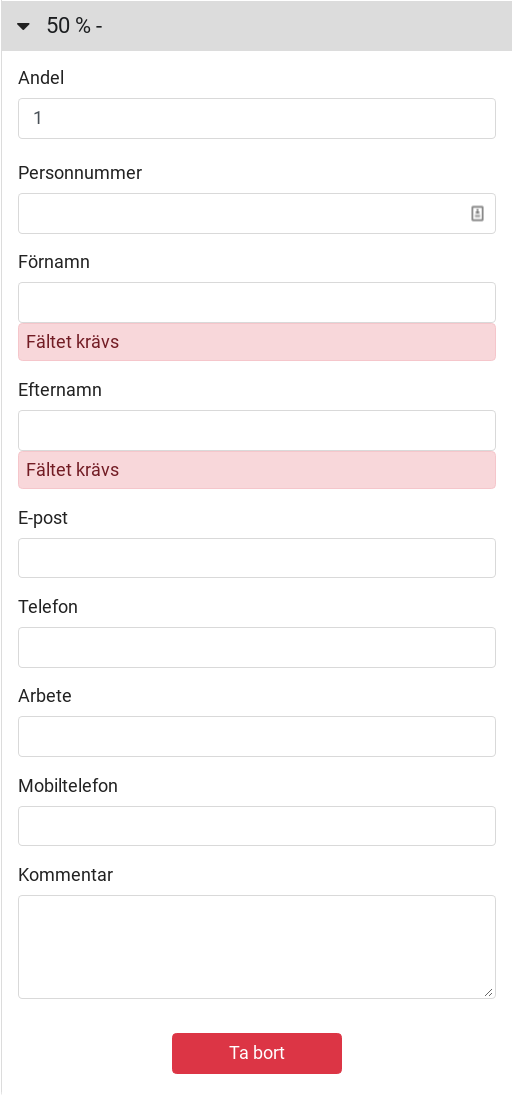 50 % -
Andel
1
Personnummer
Förnamn
Fältet krävs
Efternamn
Fältet krävs
E-post
Telefon
Arbete
Mobiltelefon
Kommentar
Ta bort